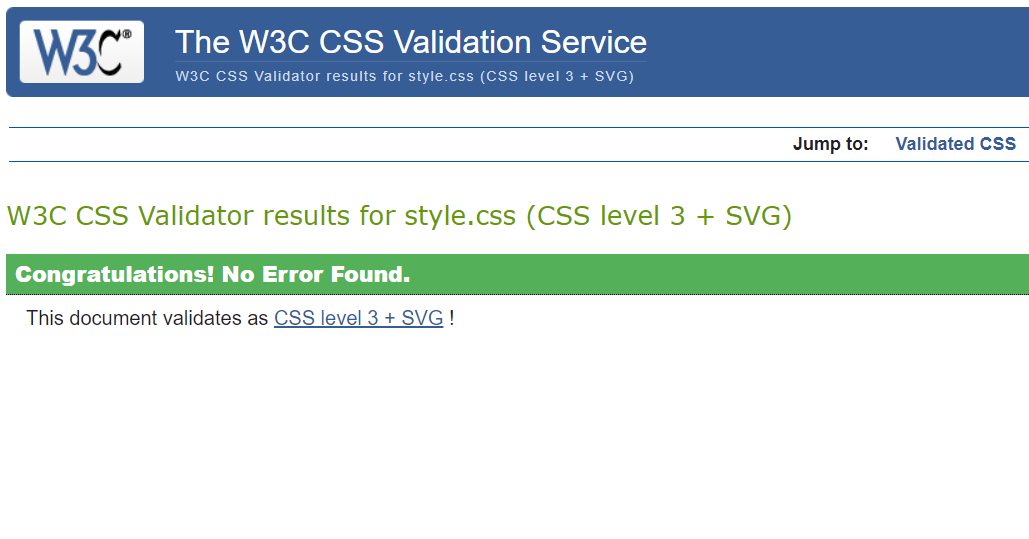 W3C®
The W3C CSS Validation Service
W3C CSS Validator results for style.css (CSS level 3 + SVG)
Jump to: Validated CSS
W3C CSS Validator results for style.css (CSS level 3 + SVG)
Congratulations! No Error Found.
This document validates as CSS level 3 + SVG !